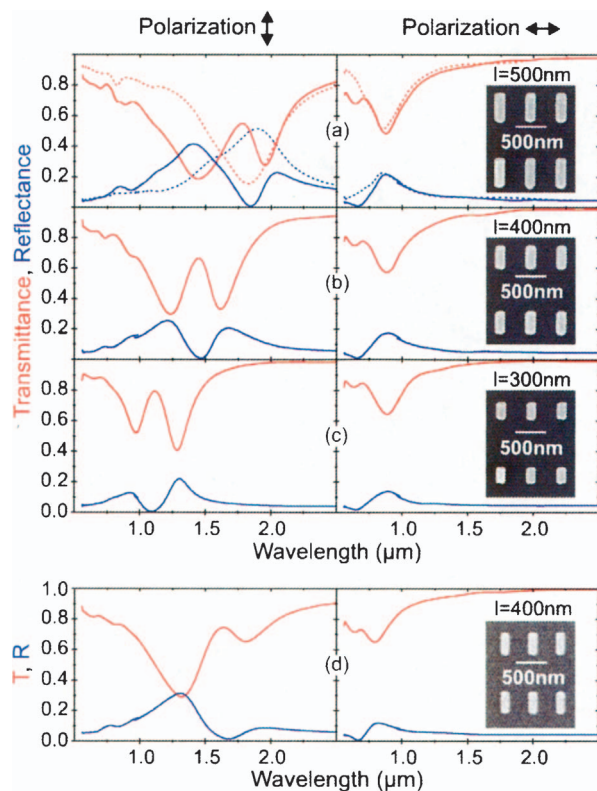 Polarization ↕ Polarization ↔
Transmittance, Reflectance
0.8
0.6
0.4
0.2
(a)
l=500nm
500nm
0.8
0.6
0.4
0.2
(b)
l=400nm
500nm
0.8
0.6
0.4
0.2
0.0
(c)
l=300nm
500nm
1.0 1.5 2.0 1.0 1.5 2.0
Wavelength (µm) Wavelength (µm)
T, R
1.0
0.8
0.6
0.4
0.2
0.0
(d)
l=400nm
500nm
1.0 1.5 2.0 1.0 1.5 2.0
Wavelength (µm) Wavelength (µm)